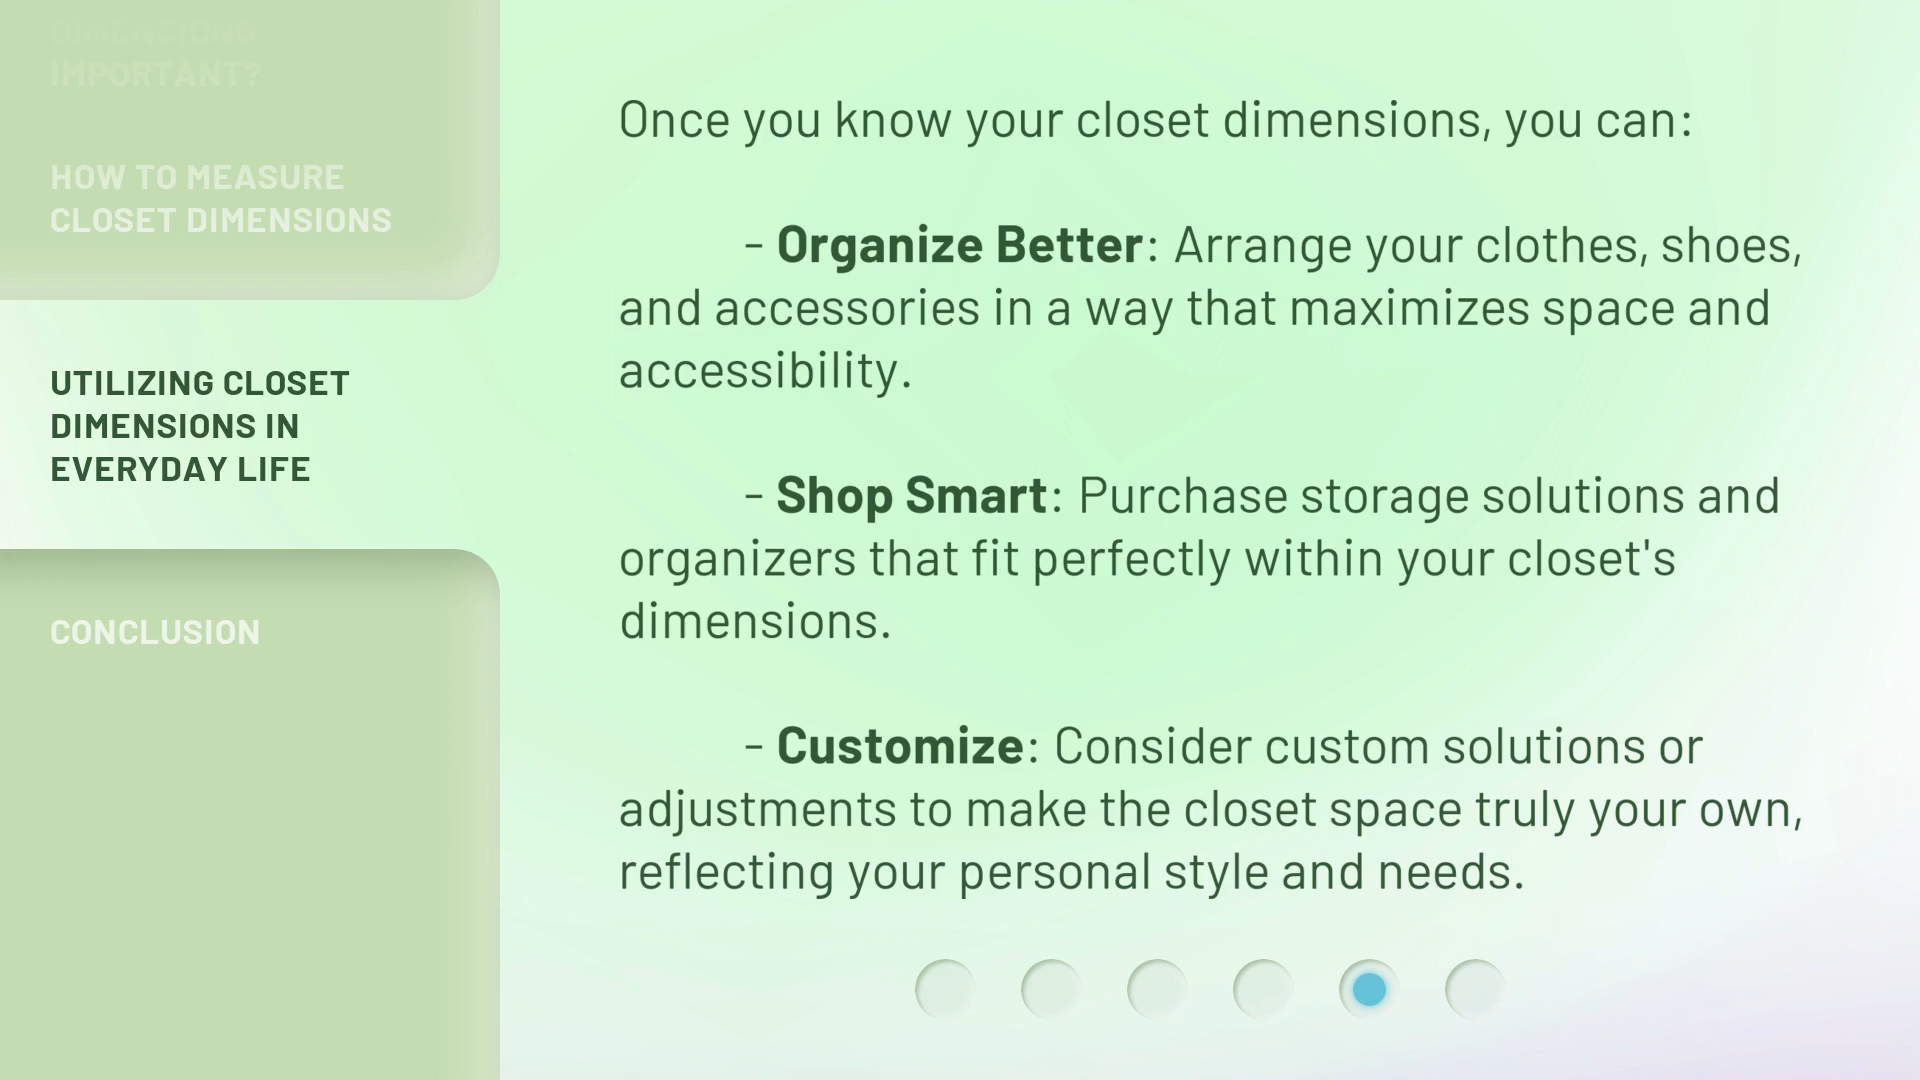 DIMENSIONS
IMPORTANT?
HOW TO MEASURE
CLOSET DIMENSIONS
UTILIZING CLOSET
DIMENSIONS IN
EVERYDAY LIFE
CONCLUSION
Once you know your closet dimensions, you can:
- Organize Better: Arrange your clothes, shoes,
and accessories in a way that maximizes space and
accessibility.
- Shop Smart: Purchase storage solutions and
organizers that fit perfectly within your closet's
dimensions.
- Customize: Consider custom solutions or
adjustments to make the closet space truly your own,
reflecting your personal style and needs.